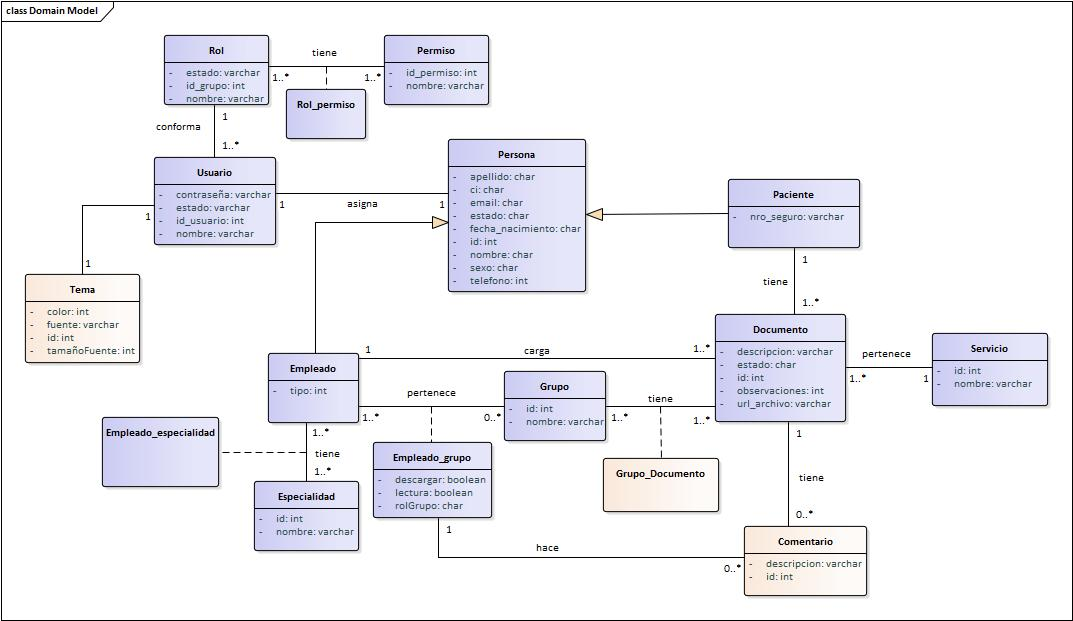 class Domain Model
Rol
- estado: varchar
- id_grupo: int
- nombre: varchar
tiene
1..*
1..*
Permiso
- id_permiso: int
- nombre: varchar
Rol_permiso
conforma
1
1..*
Usuario
- contraseña: varchar
- estado: varchar
- id_usuario: int
- nombre: varchar
1
asigna
1
Persona
- apellido: char
- ci: char
- email: char
- estado: char
- fecha_nacimiento: char
- id: int
- nombre: char
- sexo: char
- telefono: int
Paciente
- nro_seguro: varchar
1
1
Tema
- color: int
- fuente: varchar
- id: int
- tamañoFuente: int
1
tiene
1..*
Documento
- descripcion: varchar
- estado: char
- id: int
- observaciones: int
- url_archivo: varchar
pertenece
1..*
1
Servicio
- id: int
- nombre: varchar
Empleado
- tipo: int
1
carga
1..*
pertenece
1..*
0..*
Grupo
- id: int
- nombre: varchar
tiene
1..*
1..*
Empleado_especialidad
1..*
tiene
1..*
Especialidad
- id: int
- nombre: varchar
Empleado_grupo
- descargar: boolean
- lectura: boolean
- rolGrupo: char
Grupo_Documento
1
tiene
0..*
1
hace
0..*
Comentario
- descripcion: varchar
- id: int